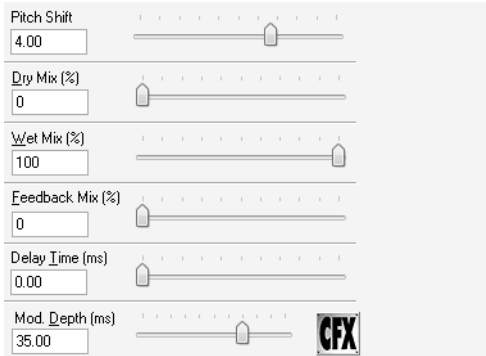 Pitch Shift
4.00
Dry Mix (%)
0
Wet Mix (%)
100
Feedback Mix (%)
0
Delay Time (ms)
0.00
Mod. Depth (ms)
35.00
CFX